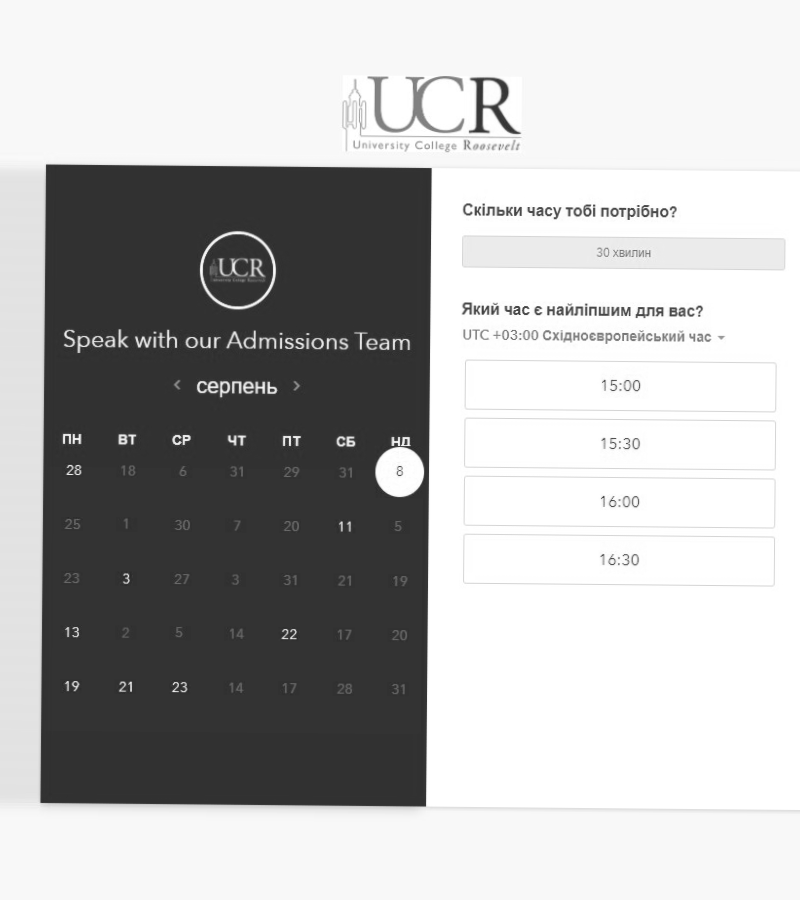 UCR
University College Roosevelt
UCR
Speak with our Admissions Team
серпень
ПН ВТ СР ЧТ ПТ СБ НД
28 18 6 31 29 31 8
25 1 30 7 20 11 5
23 3 27 3 31 21 19
13 2 5 14 22 17 20
19 21 23 14 17 28 31
Скільки часу тобі потрібно?
30 хвилин
Який час є найліпшим для вас?
UTC +03:00 Східноєвропейський час
15:00
15:30
16:00
16:30